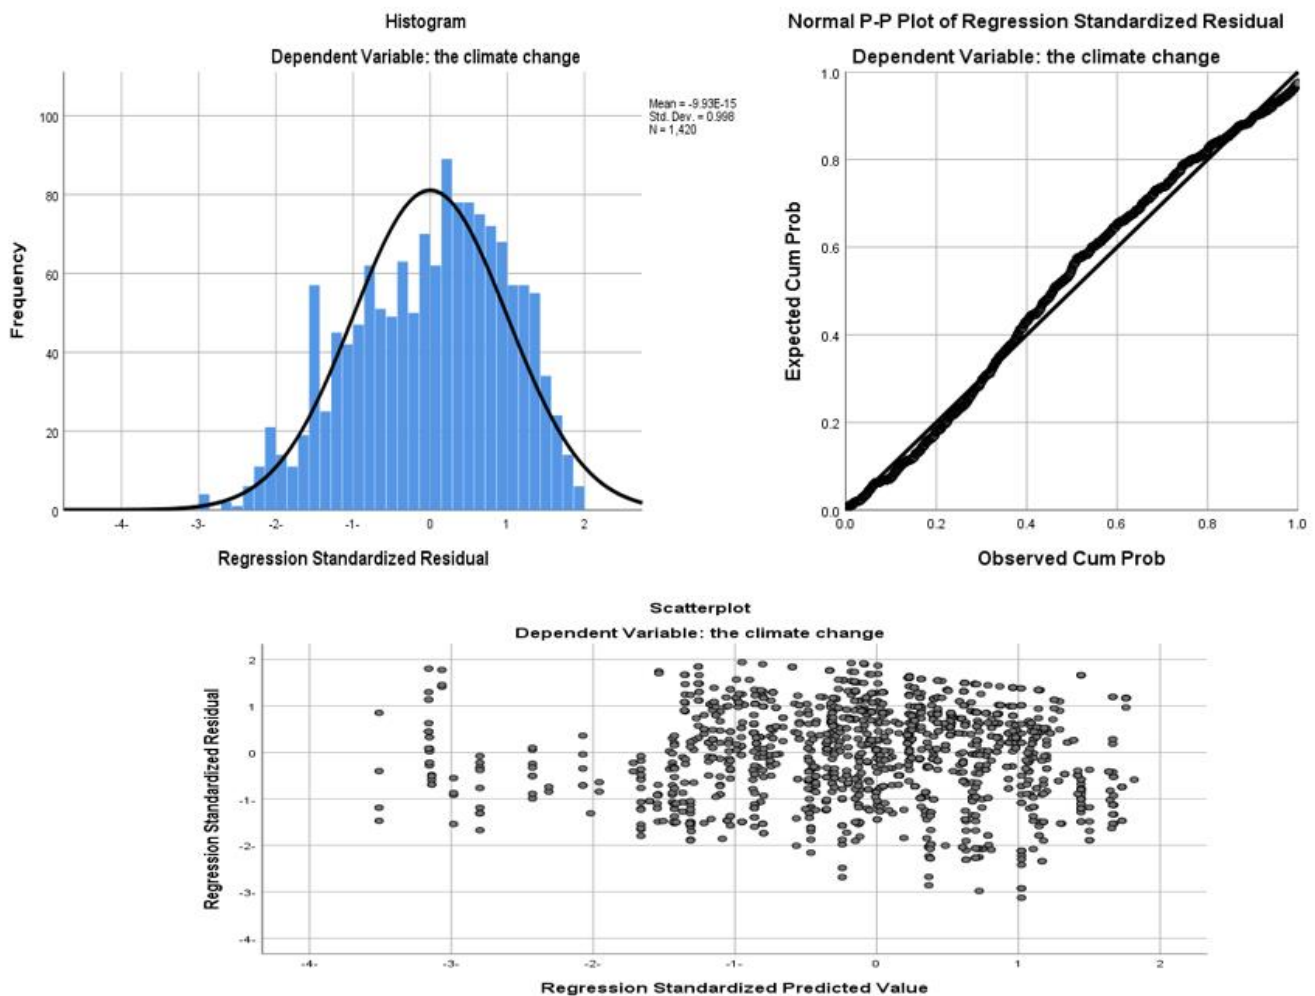 Histogram
Dependent Variable: the climate change
Mean = -9.93E-15
Std. Dev. = 0.998
N = 1,420
Frequency
100
80
60
40
20
0
-4- -3- -2- -1- 0 1 2
Regression Standardized Residual
Normal P-P Plot of Regression Standardized Residual
Dependent Variable: the climate change
Expected Cum Prob
1.0
0.8
0.6
0.4
0.2
0.0
0.0 0.2 0.4 0.6 0.8 1.0
Observed Cum Prob
Scatterplot
Dependent Variable: the climate change
Regression Standardized Residual
2
1
0
-1-
-2-
-3-
-4-
-4- -3- -2- -1- 0 1 2
Regression Standardized Predicted Value